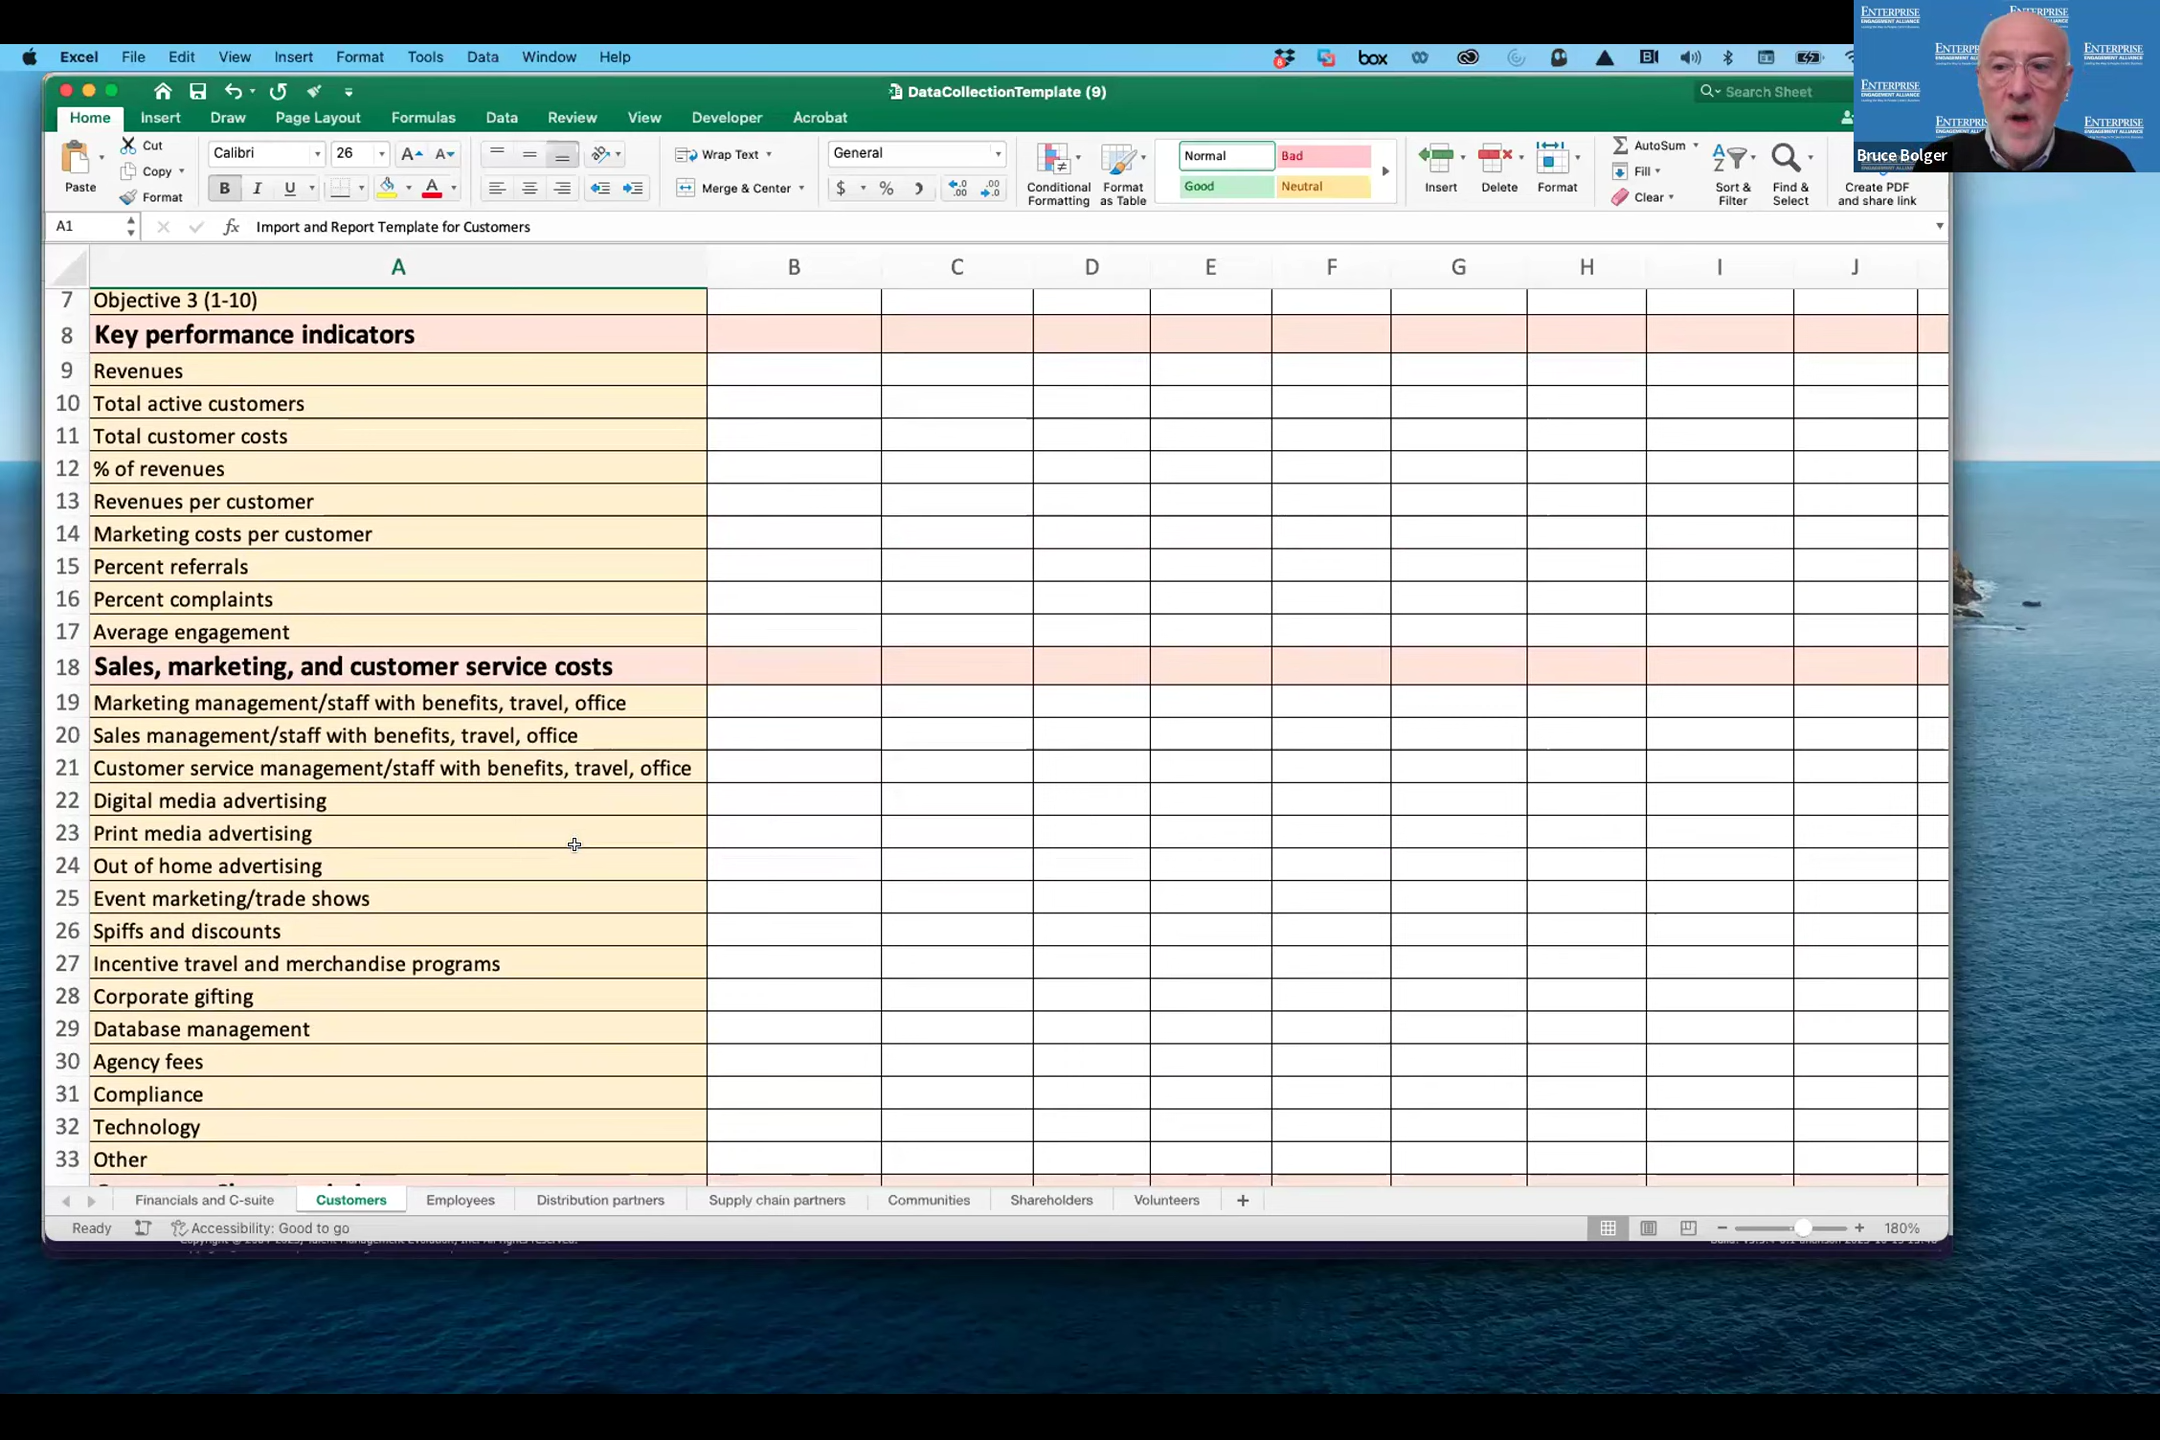 Excel File Edit View Insert Format Tools Data Window Help
8 box
DataCollectionTemplate (9)
Search Sheet
Home Insert Draw Page Layout Formulas Data Review View Developer Acrobat
Paste Cut Copy Format
Calibri 26 A A
B I U A
Wrap Text
Merge & Center
General
$ %
Conditional Formatting
Format as Table
Normal Bad
Good Neutral
Insert Delete Format
AutoSum
Fill
Clear
Sort & Filter
Find & Select
Create PDF and share link
ENTERPRISE
ENTERPRISE
ENTERPRISE
ENTERPRISE
ENGAGEMENT ALLIANCE
Bruce Bolger
A1 fx Import and Report Template for Customers
A B C D E F G H I J
7 Objective 3 (1-10)
8 Key performance indicators
9 Revenues
10 Total active customers
11 Total customer costs
12 % of revenues
13 Revenues per customer
14 Marketing costs per customer
15 Percent referrals
16 Percent complaints
17 Average engagement
18 Sales, marketing, and customer service costs
19 Marketing management/staff with benefits, travel, office
20 Sales management/staff with benefits, travel, office
21 Customer service management/staff with benefits, travel, office
22 Digital media advertising
23 Print media advertising
24 Out of home advertising
25 Event marketing/trade shows
26 Spiffs and discounts
27 Incentive travel and merchandise programs
28 Corporate gifting
29 Database management
30 Agency fees
31 Compliance
32 Technology
33 Other
Financials and C-suite Customers Employees Distribution partners Supply chain partners Communities Shareholders Volunteers +
Ready Accessibility: Good to go 180%